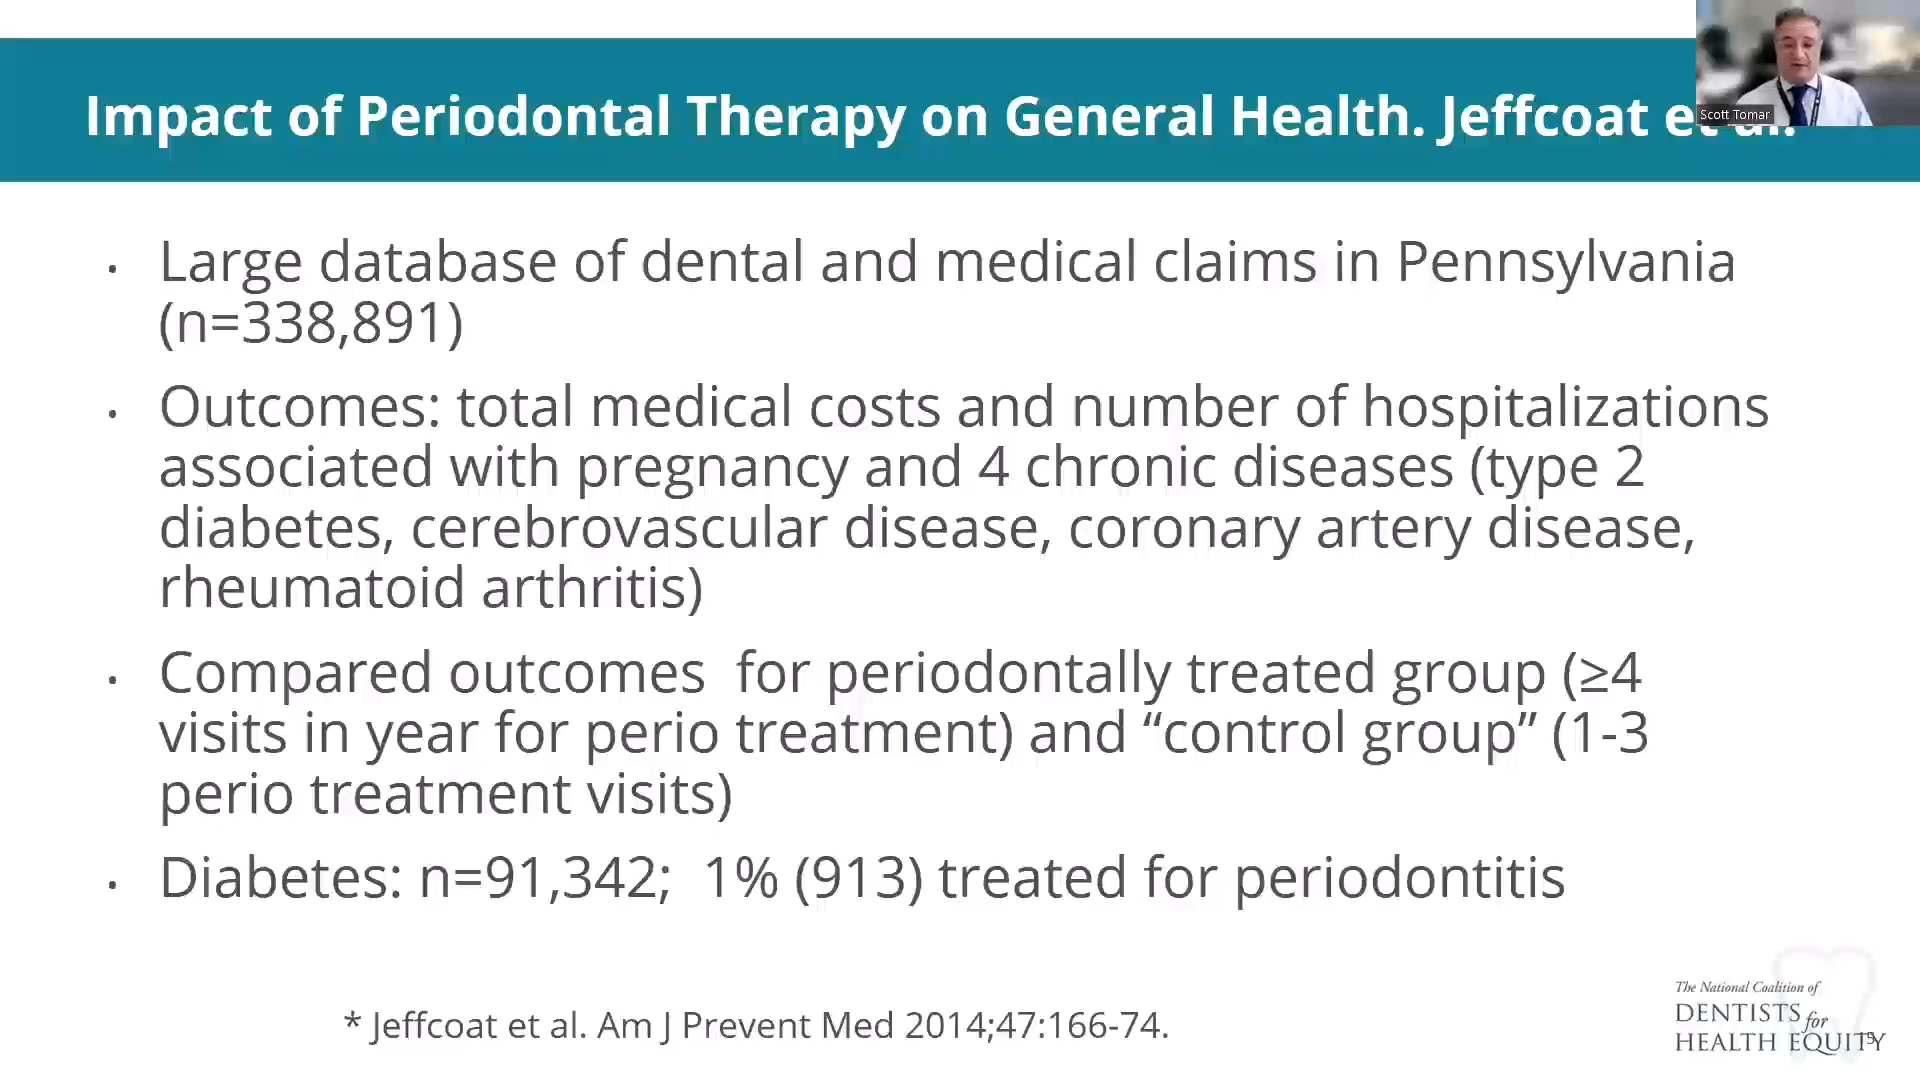 Impact of Periodontal Therapy on General Health. Jeffcoat et al.
Scott Tomar
• Large database of dental and medical claims in Pennsylvania
(n=338,891)
• Outcomes: total medical costs and number of hospitalizations
associated with pregnancy and 4 chronic diseases (type 2
diabetes, cerebrovascular disease, coronary artery disease,
rheumatoid arthritis)
• Compared outcomes  for periodontally treated group (≥4
visits in year for perio treatment) and “control group” (1-3
perio treatment visits)
• Diabetes: n=91,342;  1% (913) treated for periodontitis
* Jeffcoat et al. Am J Prevent Med 2014;47:166-74.
The National Coalition of
DENTISTS for
HEALTH EQUITY
15